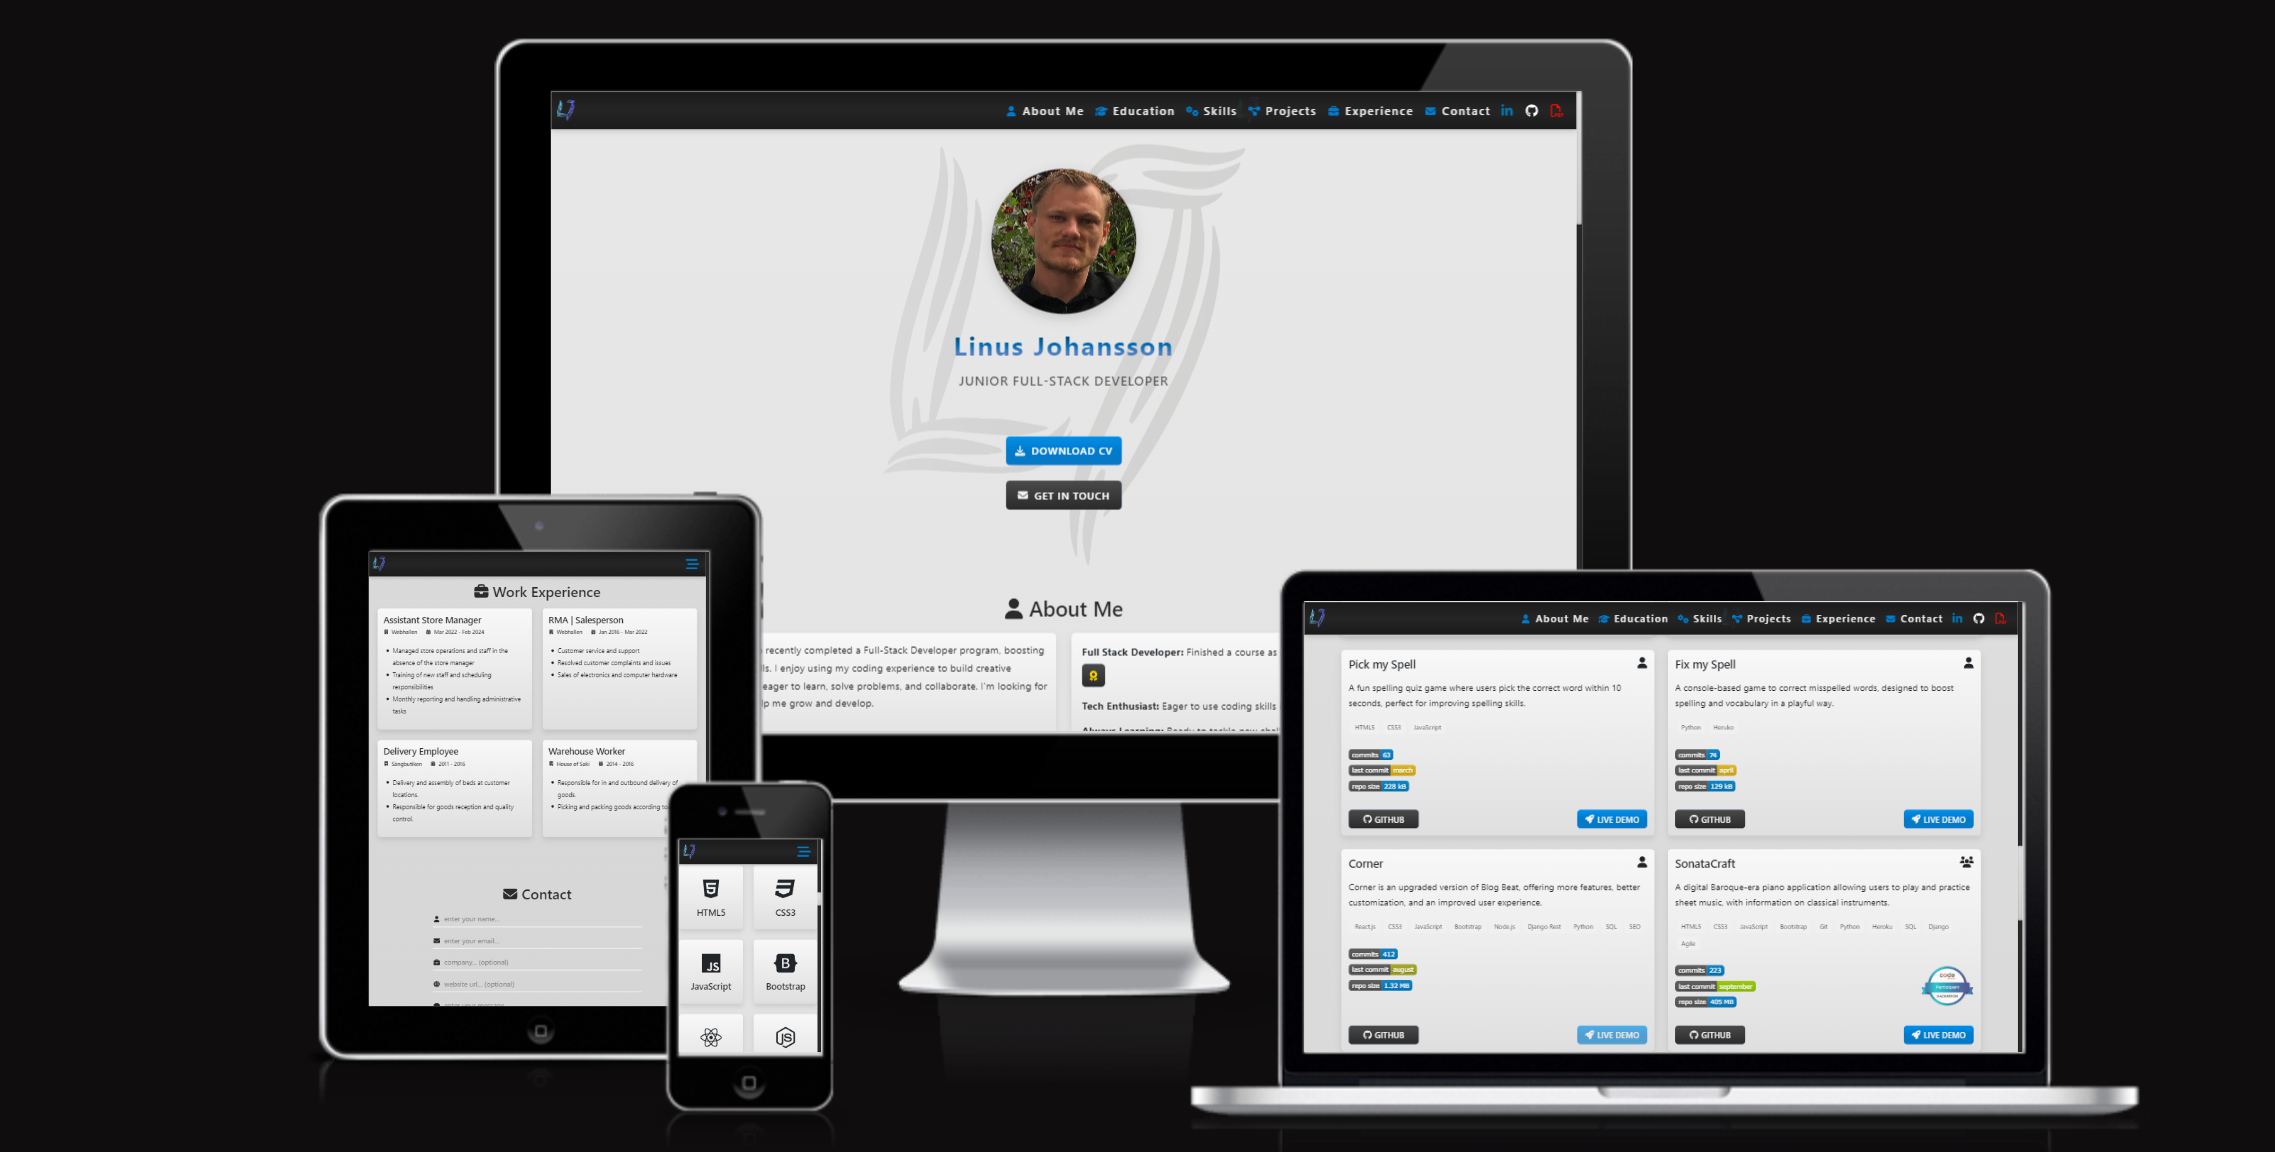 About Me Education Skills Projects Experience Contact
Linus Johansson
JUNIOR FULL-STACK DEVELOPER
DOWNLOAD CV
GET IN TOUCH
About Me
recently completed a Full-Stack Developer program, boosting
ls. I enjoy using my coding experience to build creative
eager to learn, solve problems, and collaborate. I'm looking for
lp me grow and develop.
Full Stack Developer: Finished a course as
Tech Enthusiast: Eager to use coding skills
Always Learning: Ready to tackle new
Work Experience
Assistant Store Manager
Webhallen Mar 2022 - Feb 2024
Managed store operations and staff in the
absence of the store manager
Training of new staff and scheduling
responsibilities
Monthly reporting and handling administrative
tasks
RMA | Salesperson
Webhallen Jan 2016 - Mar 2022
Customer service and support
Resolved customer complaints and issues
Sales of electronics and computer hardware
Delivery Employee
Sängbutiken 2011 - 2016
Delivery and assembly of beds at customer
locations.
Responsible for goods reception and quality
control.
Warehouse Worker
House of Saki 2014 - 2016
Responsible for in and outbound delivery of
goods.
Picking and packing goods according to
Contact
enter your name...
enter your email...
company... (optional)
website url... (optional)
enter your message
HTML5
CSS3
JavaScript
Bootstrap
About Me Education Skills Projects Experience Contact
Pick my Spell
A fun spelling quiz game where users pick the correct word within 10
seconds, perfect for improving spelling skills.
HTML5 CSS3 JavaScript
commits 63
last commit march
repo size 228 kB
GITHUB LIVE DEMO
Fix my Spell
A console-based game to correct misspelled words, designed to boost
spelling and vocabulary in a playful way.
Python Heroku
commits 74
last commit april
repo size 129 kB
GITHUB LIVE DEMO
Corner
Corner is an upgraded version of Blog Beat, offering more features, better
customization, and an improved user experience.
React.js CSS3 JavaScript Bootstrap Node.js Django Rest Python SQL SEO
commits 412
last commit august
repo size 1.32 MB
GITHUB LIVE DEMO
SonataCraft
A digital Baroque-era piano application allowing users to play and practice
sheet music, with information on classical instruments.
HTML5 CSS3 JavaScript Bootstrap Git Python Heroku SQL Django
Agile
commits 223
last commit september
repo size 405 MB
code
Participant
HACKATHON
GITHUB LIVE DEMO